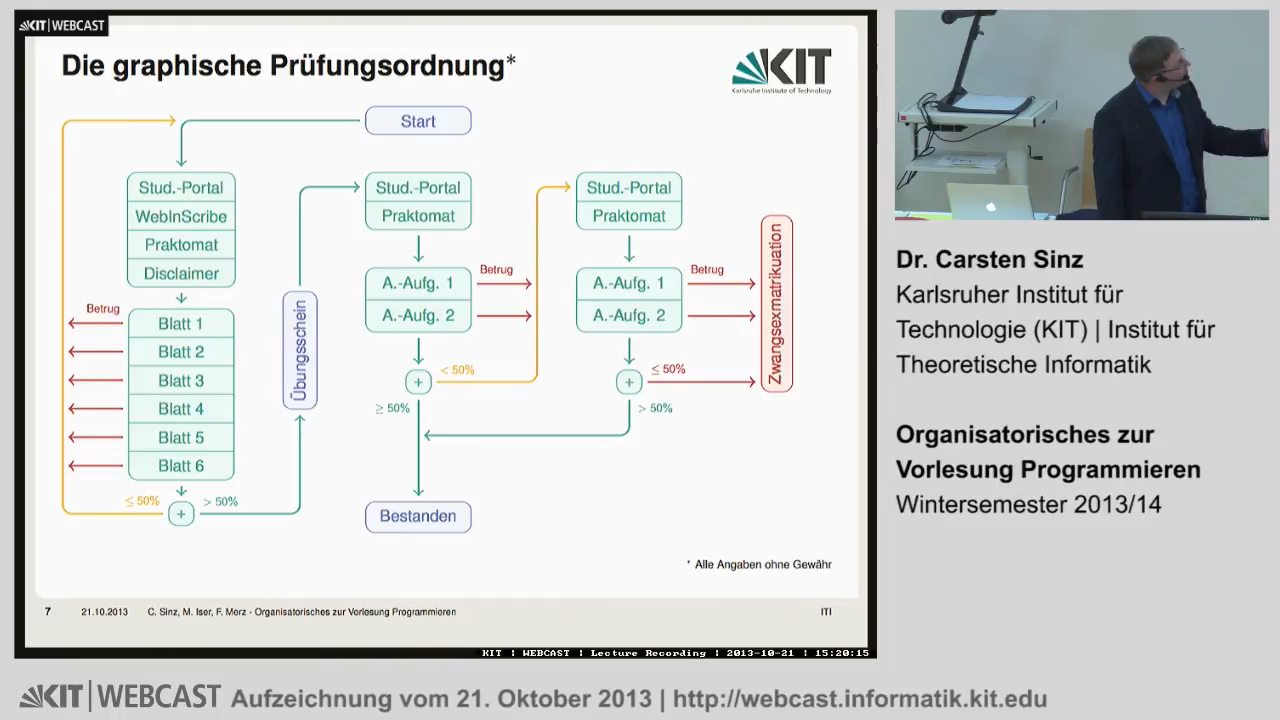 KIT | WEBCAST
Die graphische Prüfungsordnung*
KIT
Karlsruhe Institute of Technology
Start
Stud.-Portal
WebInScribe
Praktomat
Disclaimer
Betrug
Blatt 1
Blatt 2
Blatt 3
Blatt 4
Blatt 5
Blatt 6
≤ 50%
+
> 50%
Übungsschein
Stud.-Portal
Praktomat
A.-Aufg. 1
A.-Aufg. 2
Betrug
+
< 50%
≥ 50%
Bestanden
Stud.-Portal
Praktomat
A.-Aufg. 1
A.-Aufg. 2
Betrug
+
≤ 50%
> 50%
Zwangsexmatrikuation
* Alle Angaben ohne Gewähr
7 21.10.2013 C. Sinz, M. Iser, F. Merz - Organisatorisches zur Vorlesung Programmieren ITI
KIT | WEBCAST | Lecture Recording | 2013-10-21 | 15:20:15
Dr. Carsten Sinz
Karlsruher Institut für
Technologie (KIT) | Institut für
Theoretische Informatik
Organisatorisches zur
Vorlesung Programmieren
Wintersemester 2013/14
KIT | WEBCAST Aufzeichnung vom 21. Oktober 2013 | http://webcast.informatik.kit.edu